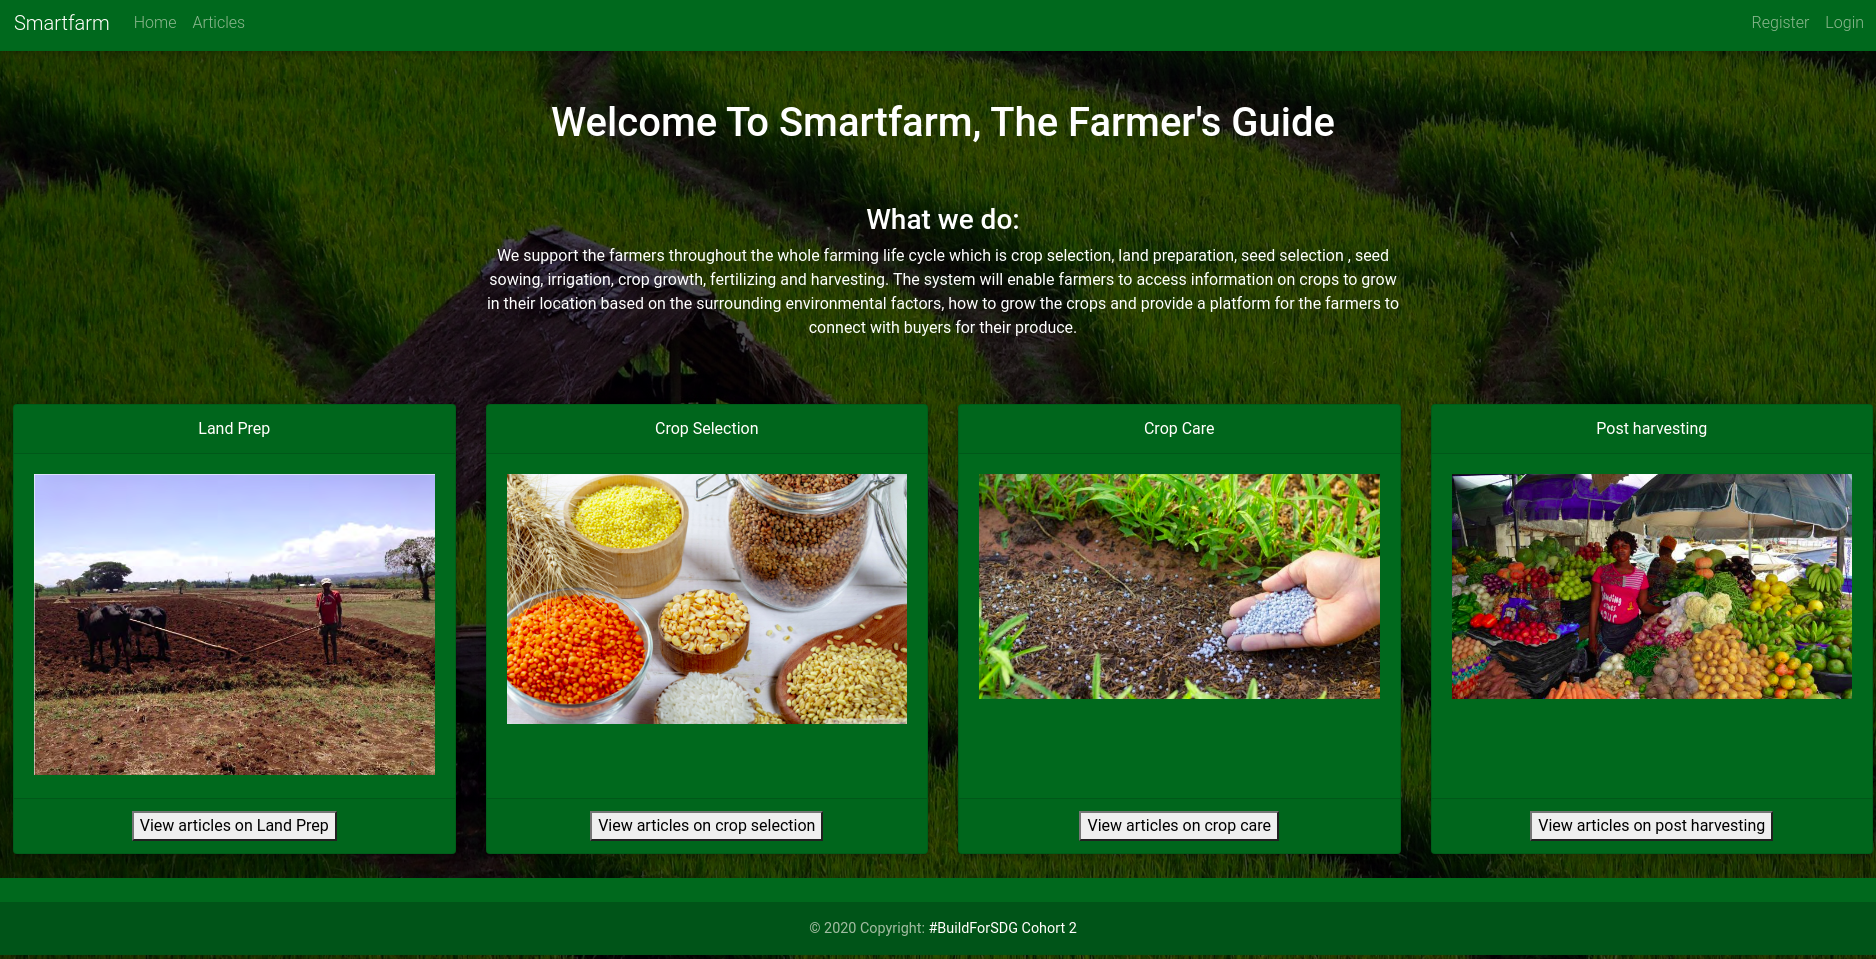 Smartfarm Home Articles Register Login
Welcome To Smartfarm, The Farmer's Guide
What we do:
We support the farmers throughout the whole farming life cycle which is crop selection, land preparation, seed selection , seed
sowing, irrigation, crop growth, fertilizing and harvesting. The system will enable farmers to access information on crops to grow
in their location based on the surrounding environmental factors, how to grow the crops and provide a platform for the farmers to
connect with buyers for their produce.
Land Prep
Crop Selection
Crop Care
Post harvesting
View articles on Land Prep
View articles on crop selection
View articles on crop care
View articles on post harvesting
© 2020 Copyright: #BuildForSDG Cohort 2